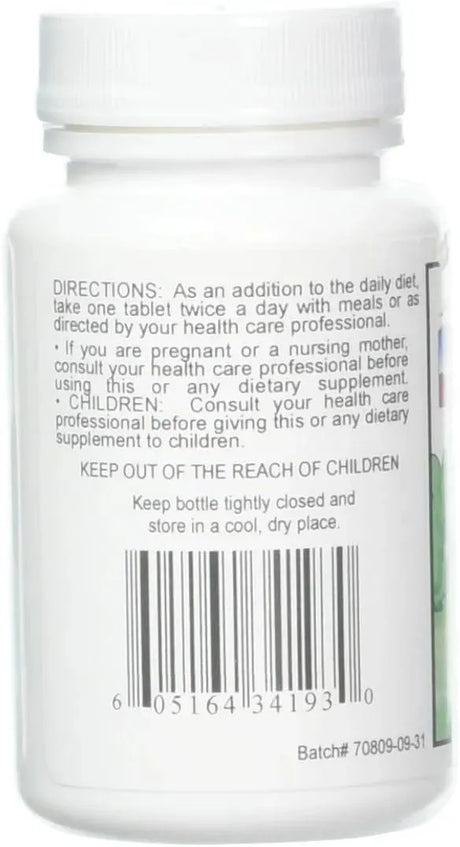 DIRECTIONS: As an addition to the daily diet,
take one tablet twice a day with meals or as
directed by your health care professional.
• If you are pregnant or a nursing mother,
consult your health care professional before
using this or any dietary supplement.
• CHILDREN: Consult your health care
professional before giving this or any dietary
supplement to children.
KEEP OUT OF THE REACH OF CHILDREN
Keep bottle tightly closed and
store in a cool, dry place.
6 05164 34193 0
Batch# 70809-09-31